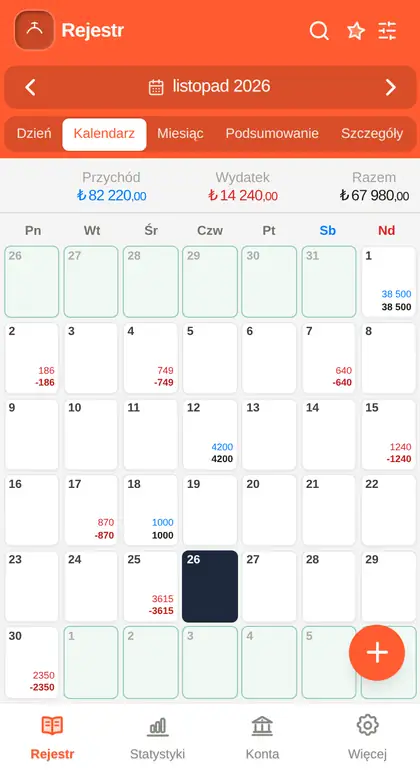 Rejestr
listopad 2026
Dzień Kalendarz Miesiąc Podsumowanie Szczegóły
Przychód Wydatek Razem
₺ 82 220,00 ₺ 14 240,00 ₺ 67 980,00
Pn Wt Śr Czw Pt Sb Nd
26 27 28 29 30 31 1
38 500
38 500
2 3 4 5 6 7 8
186 749 640
-186 -749 -640
9 10 11 12 13 14 15
4200 1240
4200 -1240
16 17 18 19 20 21 22
870 1000
-870 1000
23 24 25 26 27 28 29
3615
-3615
30 1 2 3 4 5
2350
-2350
Rejestr Statystyki Konta Więcej